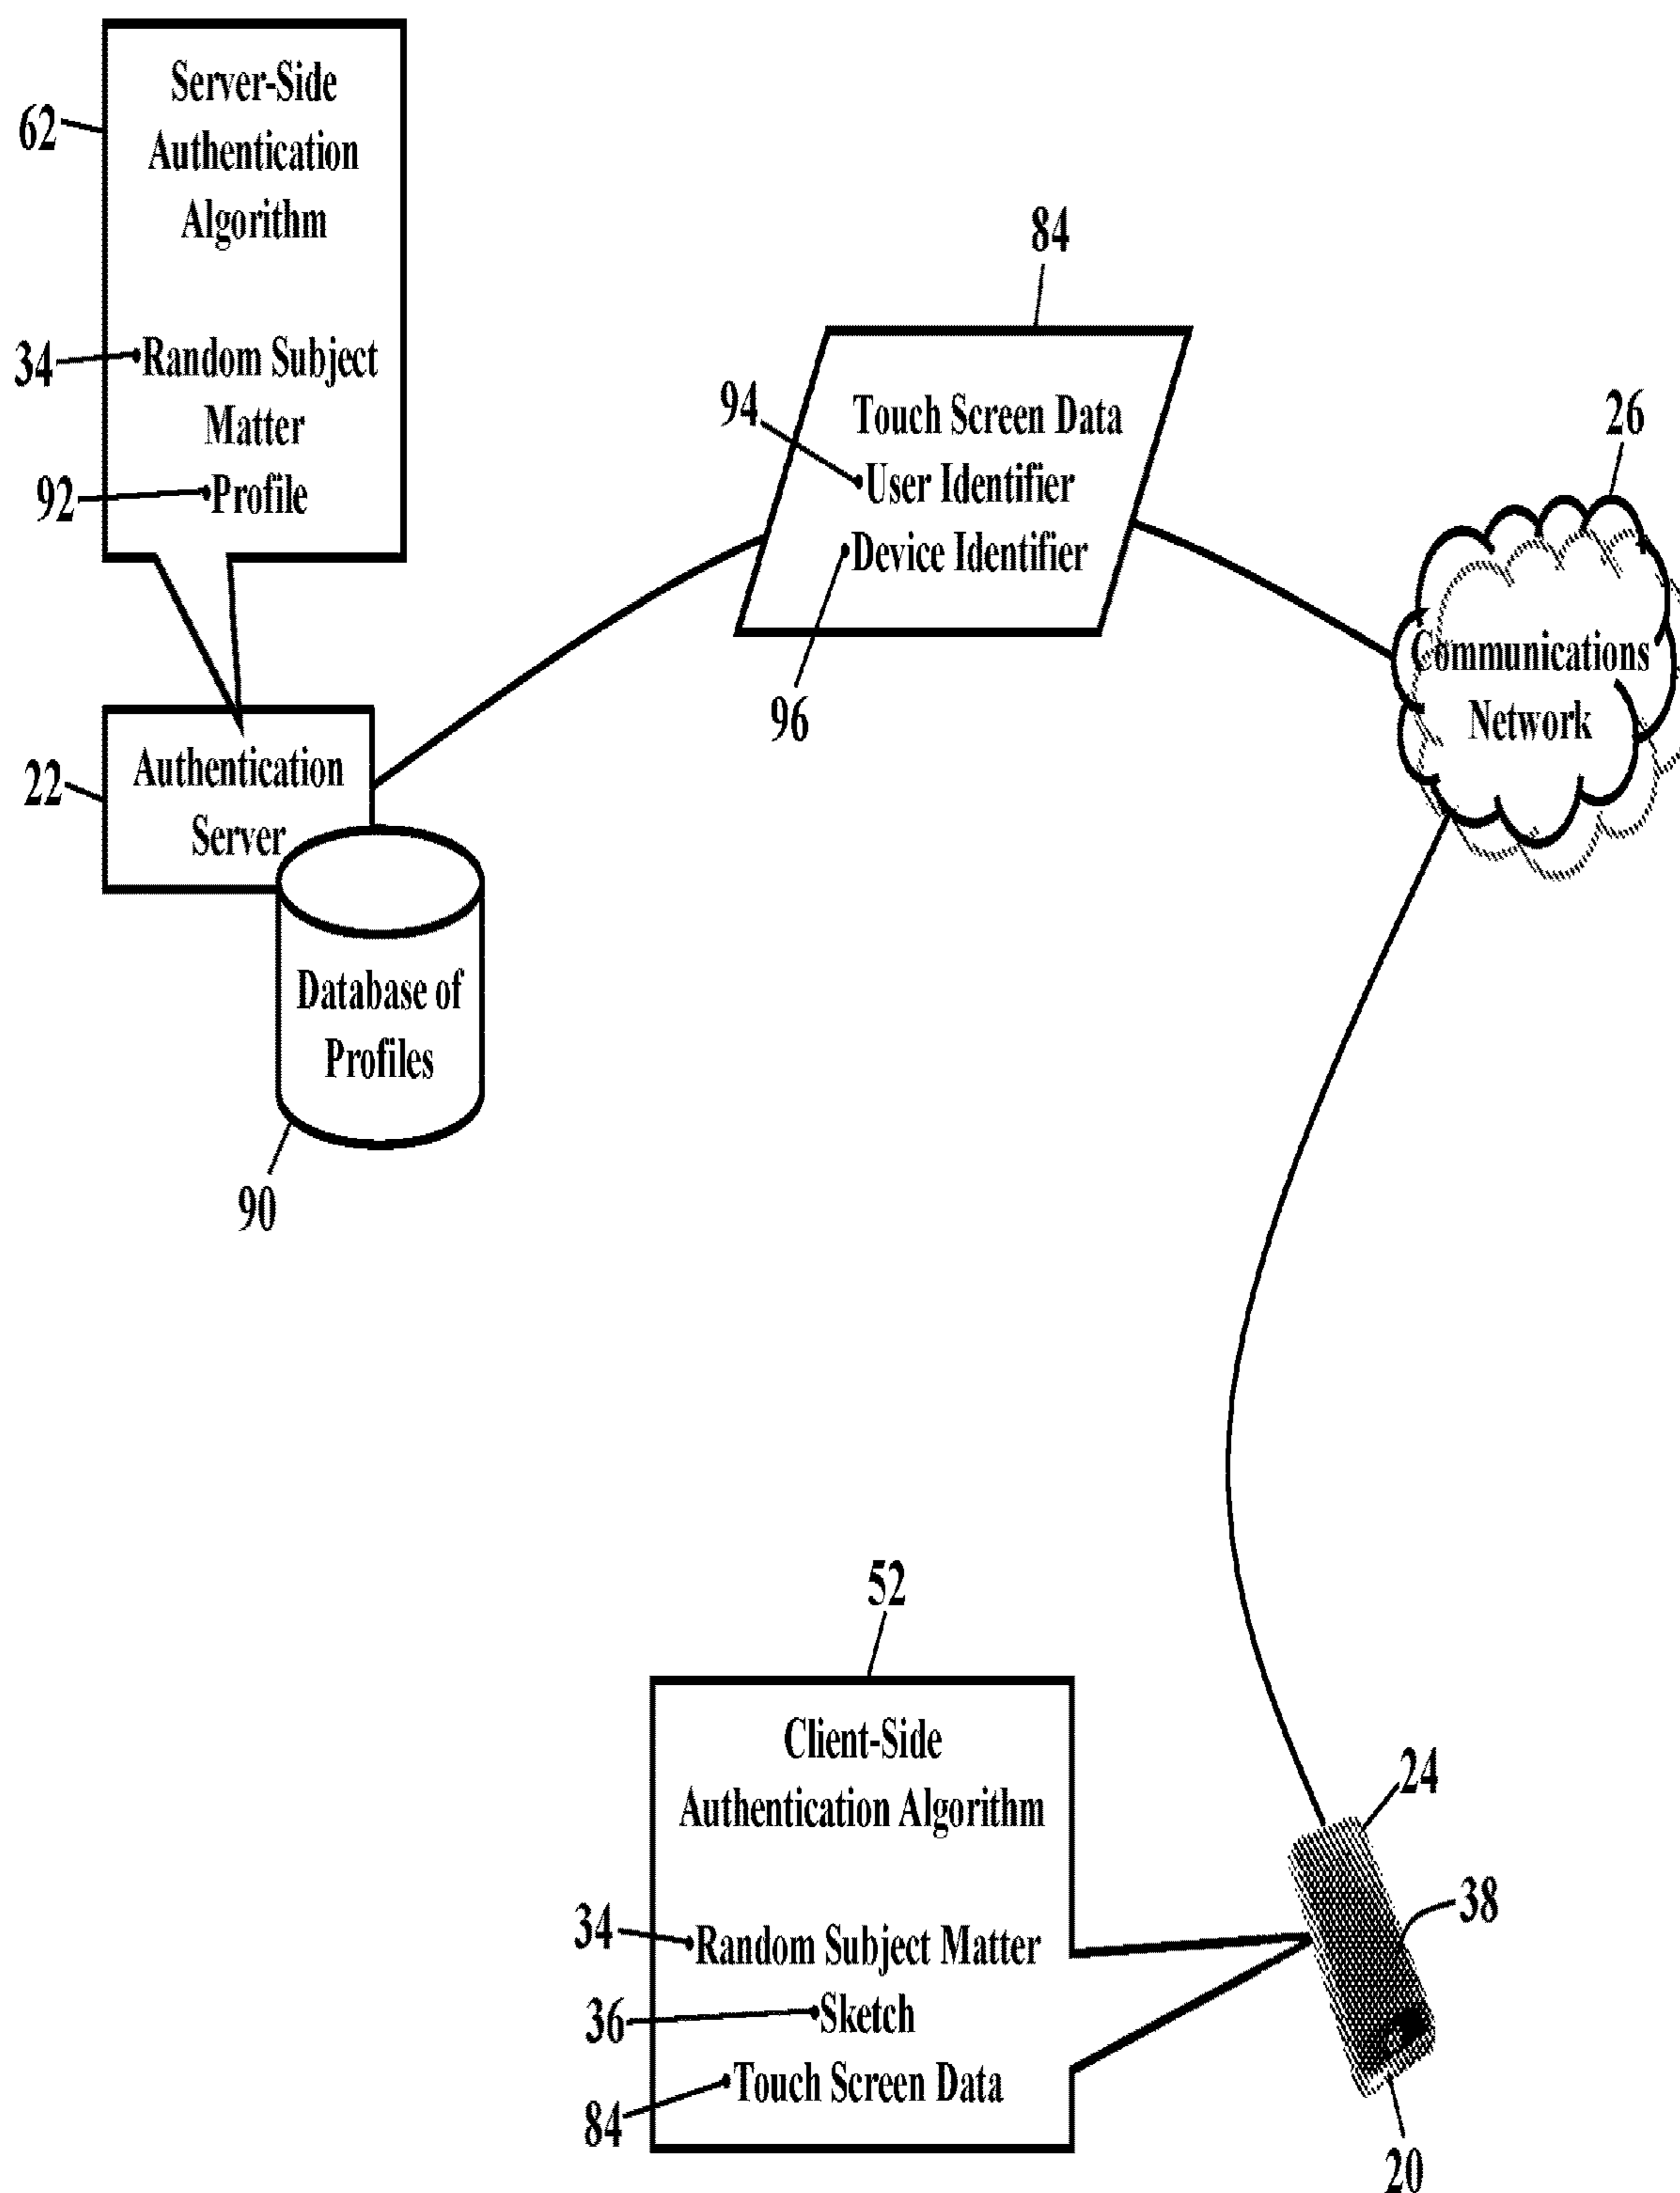 62
Server-Side
Authentication
Algorithm
34
•Random Subject
Matter
92
•Profile
22
Authentication
Server
Database of
Profiles
90
84
94
Touch Screen Data
•User Identifier
•Device Identifier
96
26
Communications
Network
52
Client-Side
Authentication Algorithm
34
•Random Subject Matter
36
•Sketch
84
•Touch Screen Data
24
38
20